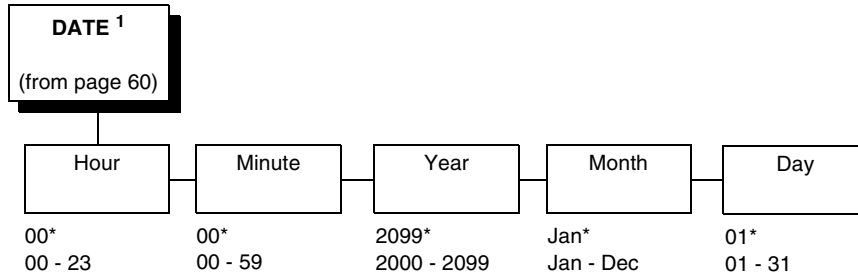 DATE 1
(from page 60)
Hour Minute Year Month Day
00* 00* 2099* Jan* 01*
00 - 23 00 - 59 2000 - 2099 Jan - Dec 01 - 31